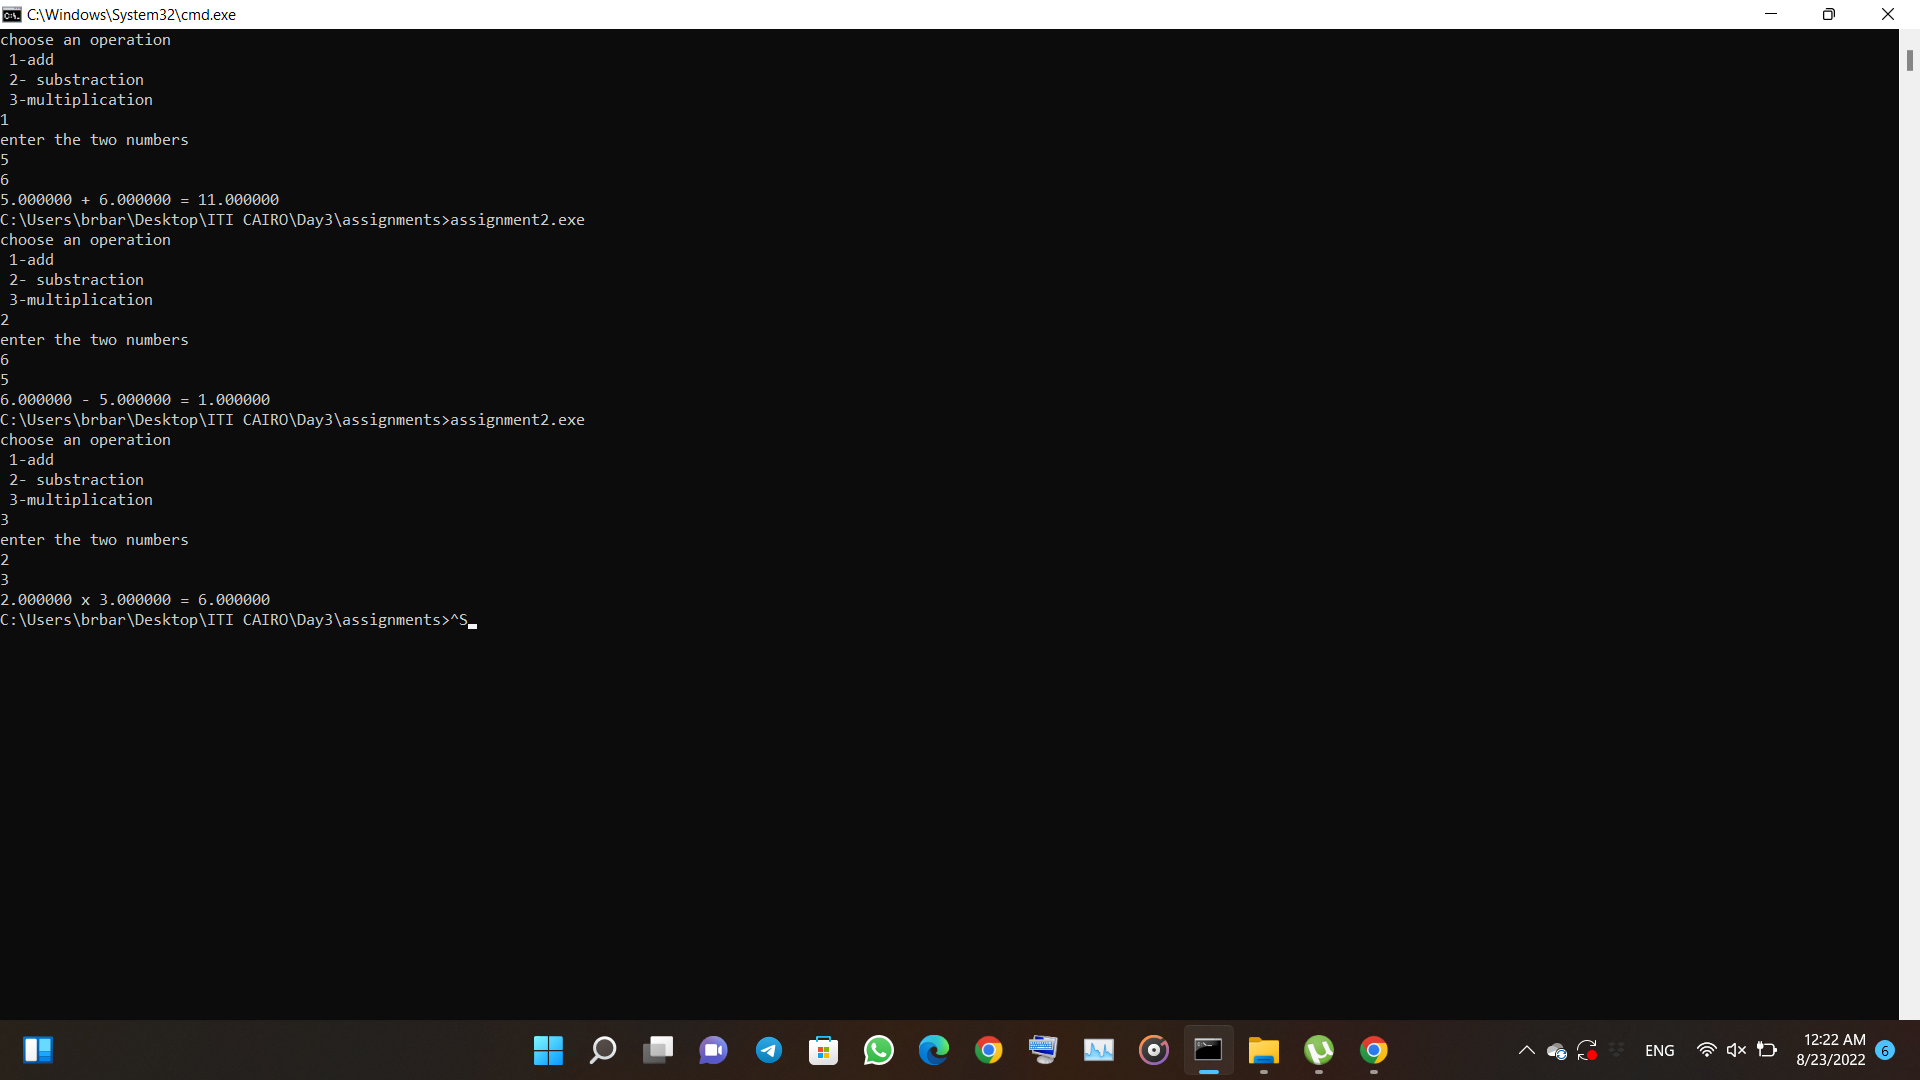 C:\Windows\System32\cmd.exe
choose an operation
 1-add
 2- substraction
 3-multiplication
1
enter the two numbers
5
6
5.000000 + 6.000000 = 11.000000
C:\Users\brbar\Desktop\ITI CAIRO\Day3\assignments>assignment2.exe
choose an operation
 1-add
 2- substraction
 3-multiplication
2
enter the two numbers
6
5
6.000000 - 5.000000 = 1.000000
C:\Users\brbar\Desktop\ITI CAIRO\Day3\assignments>assignment2.exe
choose an operation
 1-add
 2- substraction
 3-multiplication
3
enter the two numbers
2
3
2.000000 x 3.000000 = 6.000000
C:\Users\brbar\Desktop\ITI CAIRO\Day3\assignments>^S
ENG
12:22 AM
8/23/2022
6